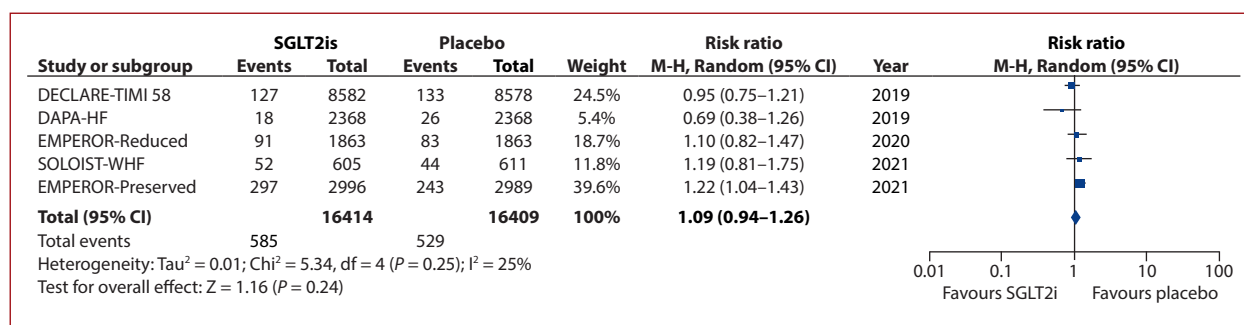 SGLT2is Placebo Risk ratio Risk ratio
Study or subgroup Events Total Events Total Weight M-H, Random (95% CI) Year M-H, Random (95% CI)
DECLARE-TIMI 58 127 8582 133 8578 24.5% 0.95 (0.75–1.21) 2019
DAPA-HF 18 2368 26 2368 5.4% 0.69 (0.38–1.26) 2019
EMPEROR-Reduced 91 1863 83 1863 18.7% 1.10 (0.82–1.47) 2020
SOLOIST-WHF 52 605 44 611 11.8% 1.19 (0.81–1.75) 2021
EMPEROR-Preserved 297 2996 243 2989 39.6% 1.22 (1.04–1.43) 2021
Total (95% CI) 16414 16409 100% 1.09 (0.94–1.26)
Total events 585 529
Heterogeneity: Tau² = 0.01; Chi² = 5.34, df = 4 (P = 0.25); I² = 25%
Test for overall effect: Z = 1.16 (P = 0.24)
0.01 0.1 1 10 100
Favours SGLT2i Favours placebo